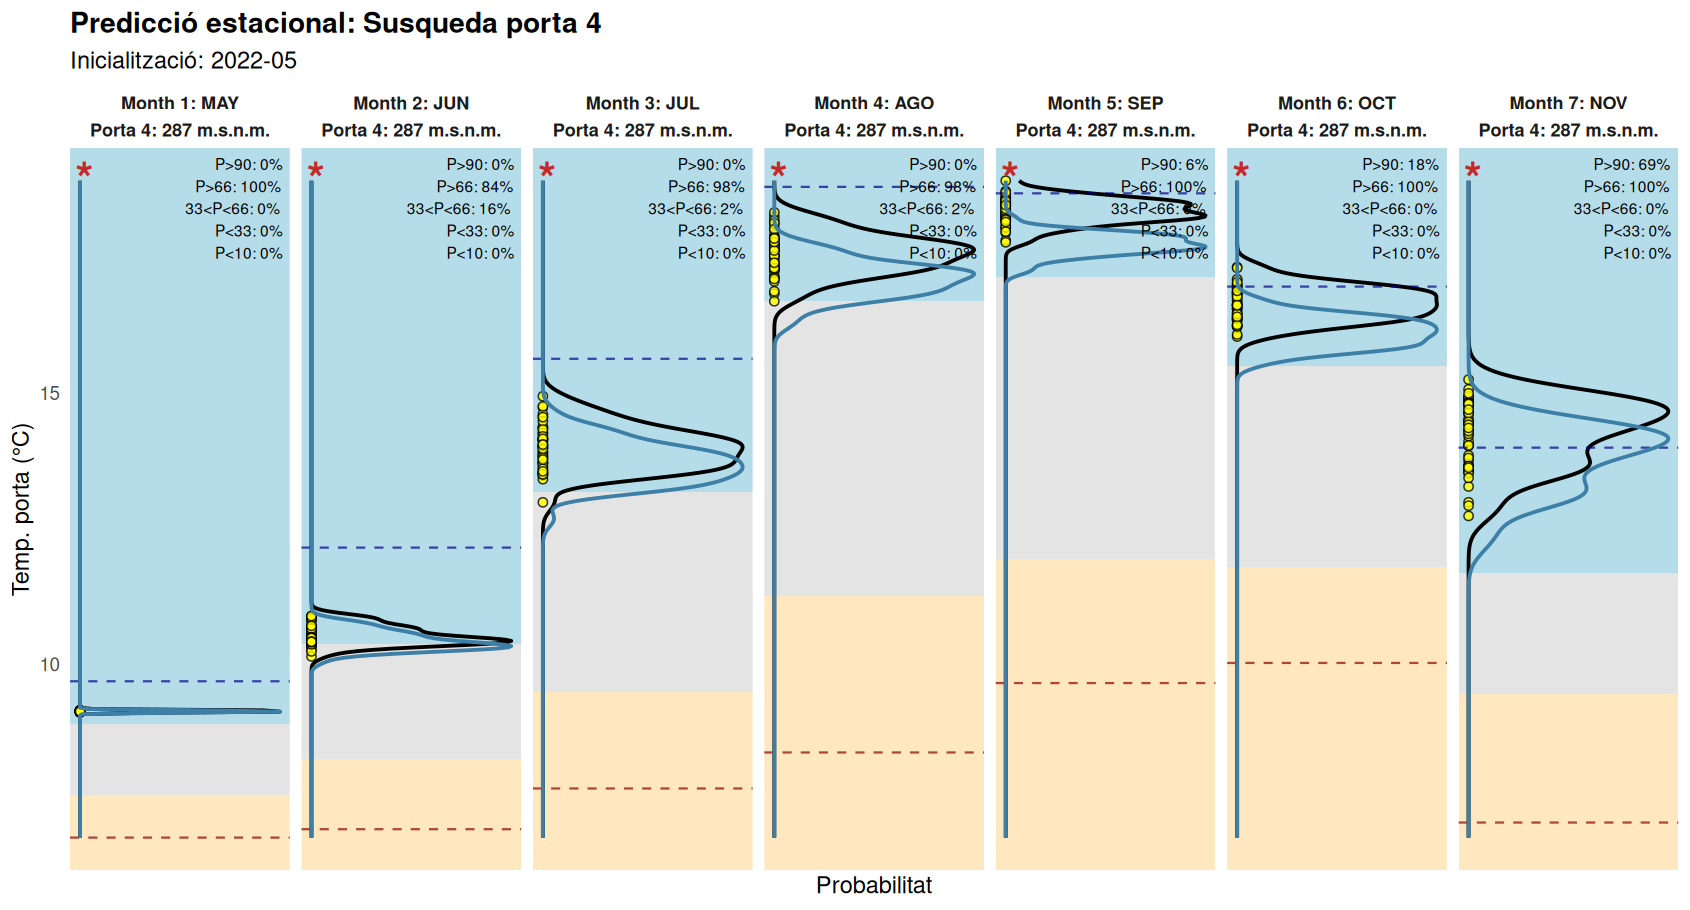 Predicció estacional: Susqueda porta 4
Inicialització: 2022-05
Month 1: MAY
Porta 4: 287 m.s.n.m.
Month 2: JUN
Porta 4: 287 m.s.n.m.
Month 3: JUL
Porta 4: 287 m.s.n.m.
Month 4: AGO
Porta 4: 287 m.s.n.m.
Month 5: SEP
Porta 4: 287 m.s.n.m.
Month 6: OCT
Porta 4: 287 m.s.n.m.
Month 7: NOV
Porta 4: 287 m.s.n.m.
*
P>90: 0%
P>66: 100%
33<P<66: 0%
P<33: 0%
P<10: 0%
*
P>90: 0%
P>66: 84%
33<P<66: 16%
P<33: 0%
P<10: 0%
*
P>90: 0%
P>66: 98%
33<P<66: 2%
P<33: 0%
P<10: 0%
*
P>90: 0%
P>66: 98%
33<P<66: 2%
P<33: 0%
P<10: 0%
*
P>90: 6%
P>66: 100%
33<P<66: 0%
P<33: 0%
P<10: 0%
*
P>90: 18%
P>66: 100%
33<P<66: 0%
P<33: 0%
P<10: 0%
*
P>90: 69%
P>66: 100%
33<P<66: 0%
P<33: 0%
P<10: 0%
15
10
Temp. porta (°C)
Probabilitat